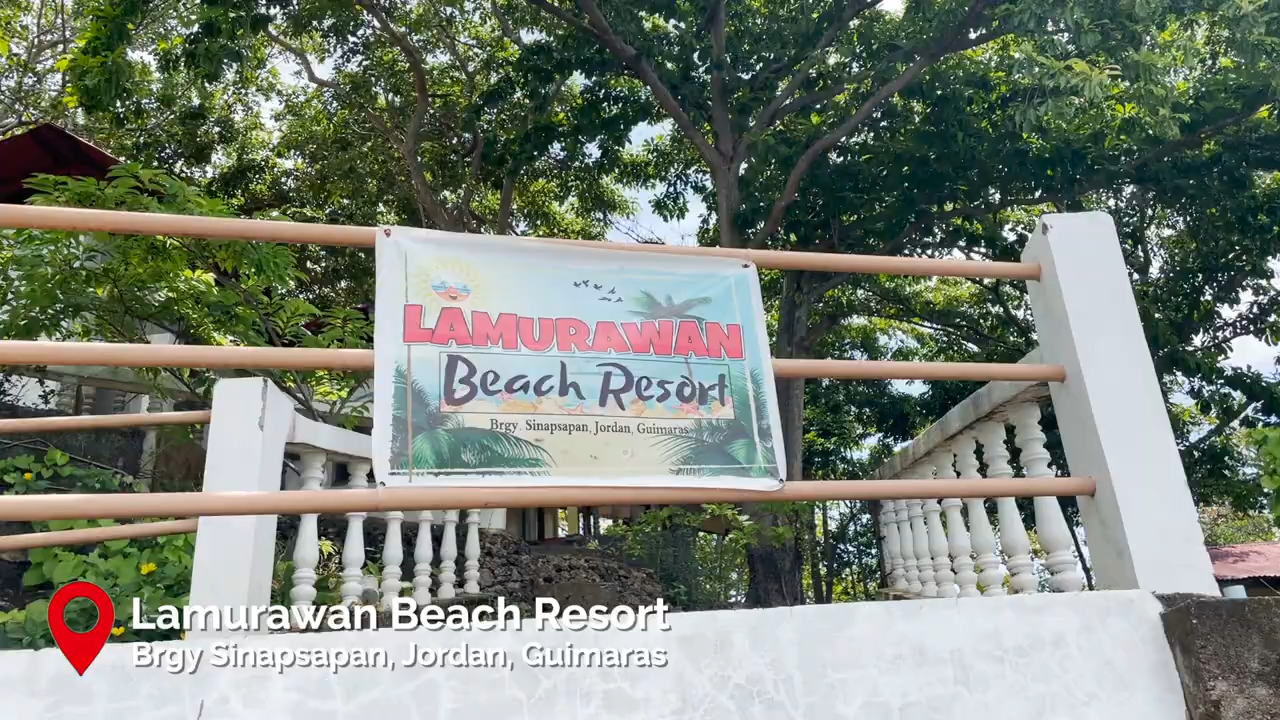 LAMURAWAN
Beach Resort
Brgy. Sinapsapan, Jordan, Guimaras
Lamurawan Beach Resort
Brgy Sinapsapan, Jordan, Guimaras